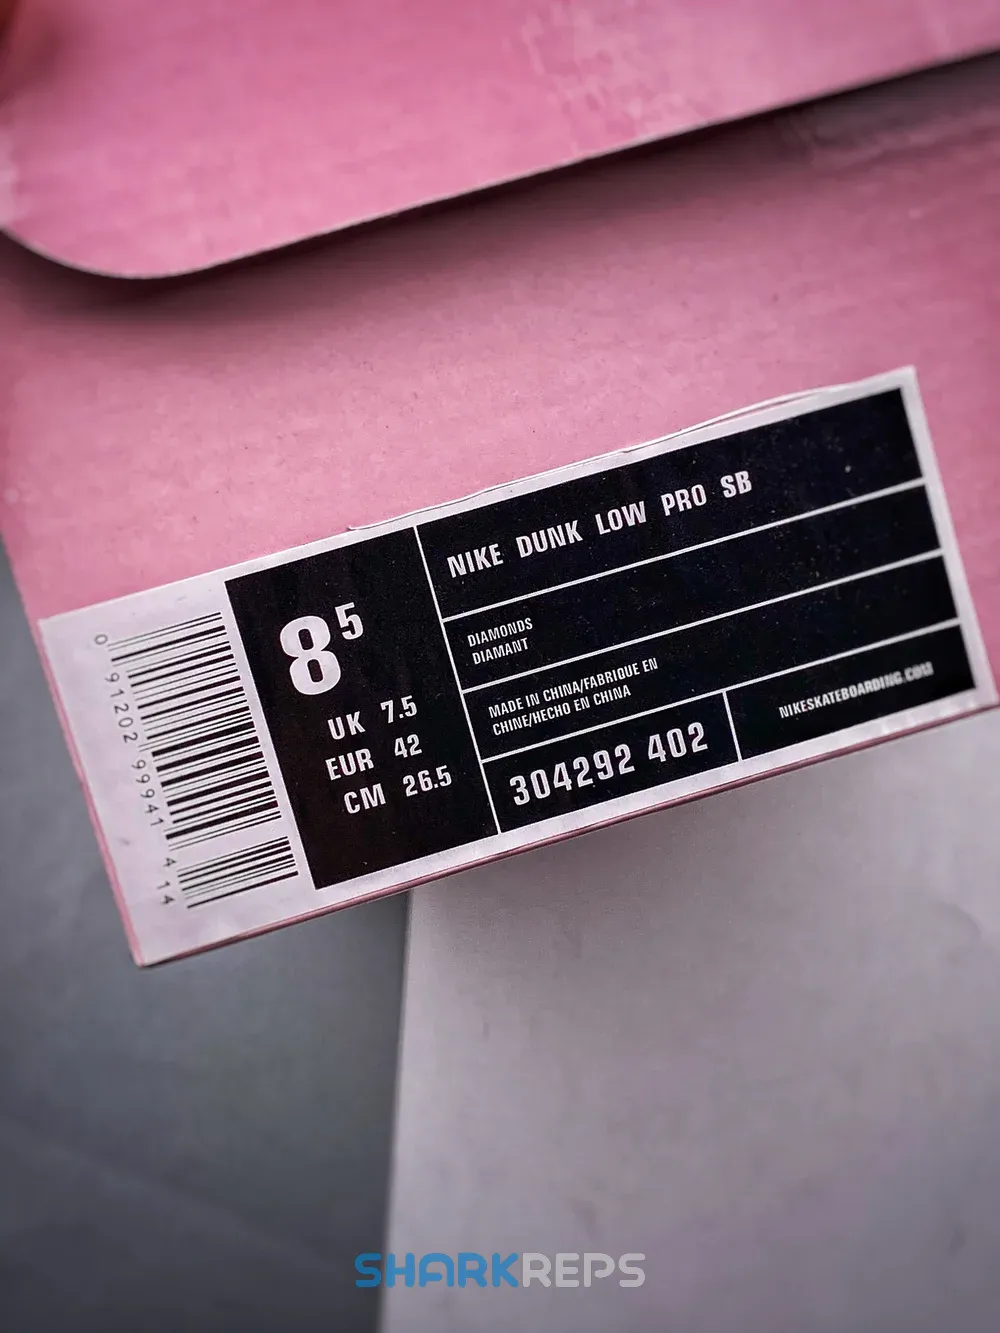 NIKE DUNK LOW PRO SB
8⁵
UK 7.5
EUR 42
CM 26.5
DIAMONDS
DIAMANT
MADE IN CHINA/FABRIQUE EN
CHINE/HECHO EN CHINA
304292 402
NIKESKATEBOARDING.COM
0 91202 99941 4 14
SHARKREPS